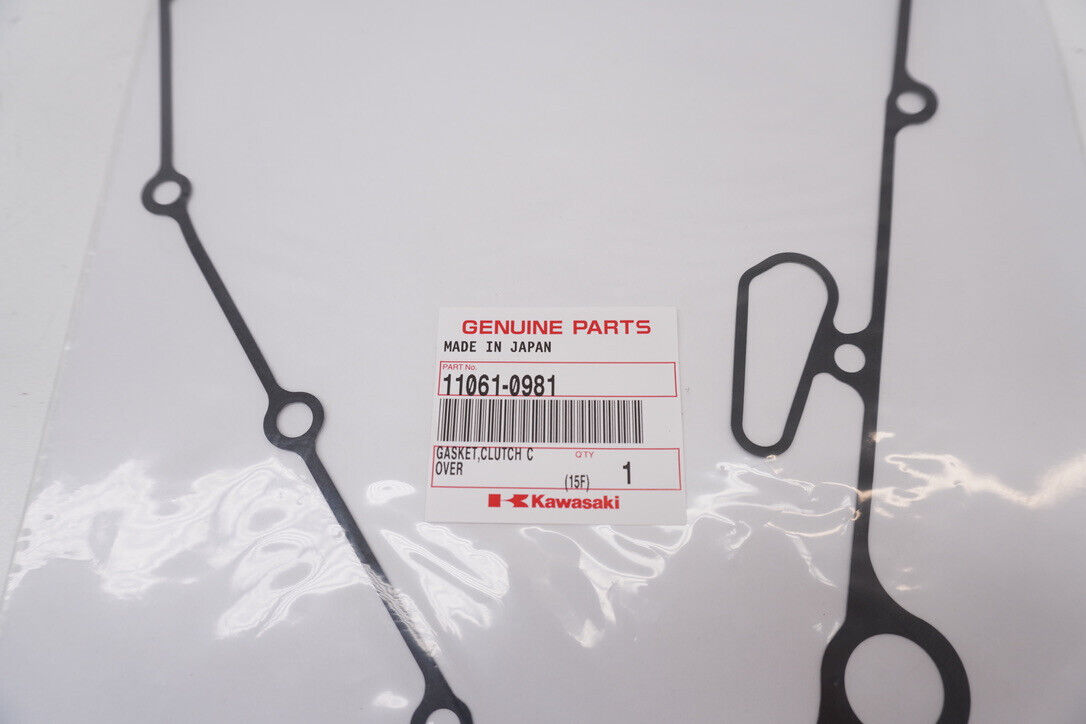 GENUINE PARTS
MADE IN JAPAN
PART No.
11061-0981
GASKET,CLUTCH C
OVER
QTY
(15F) 1
Kawasaki